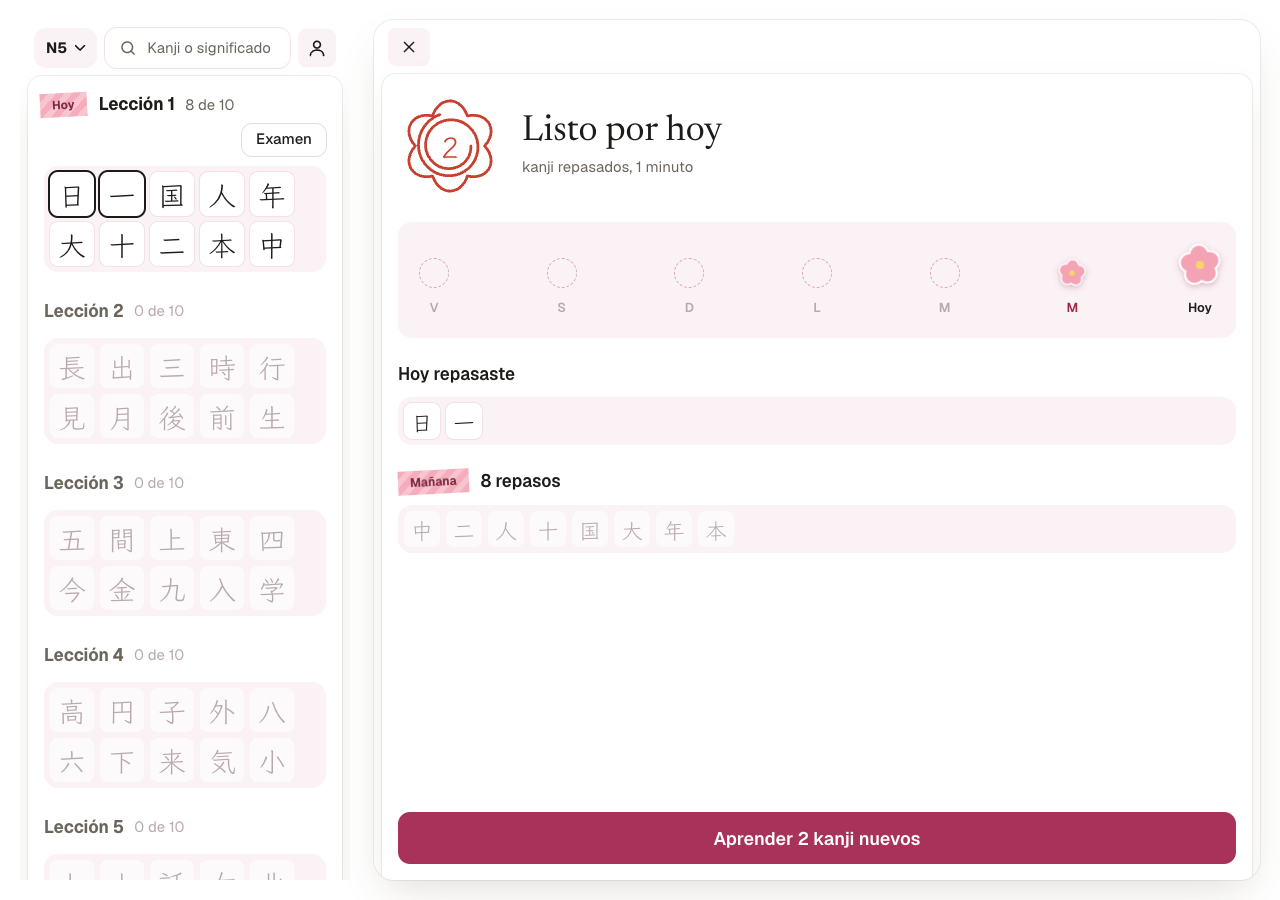 N5
Kanji o significado
Hoy
Lección 1 8 de 10
Examen
日 一 国 人 年
大 十 二 本 中
Lección 2 0 de 10
長 出 三 時 行
見 月 後 前 生
Lección 3 0 de 10
五 間 上 東 四
今 金 九 入 学
Lección 4 0 de 10
高 円 子 外 八
六 下 来 気 小
Lección 5 0 de 10
2
Listo por hoy
kanji repasados, 1 minuto
V S D L M M Hoy
Hoy repasaste
日 一
Mañana 8 repasos
中 二 人 十 国 大 年 本
Aprender 2 kanji nuevos